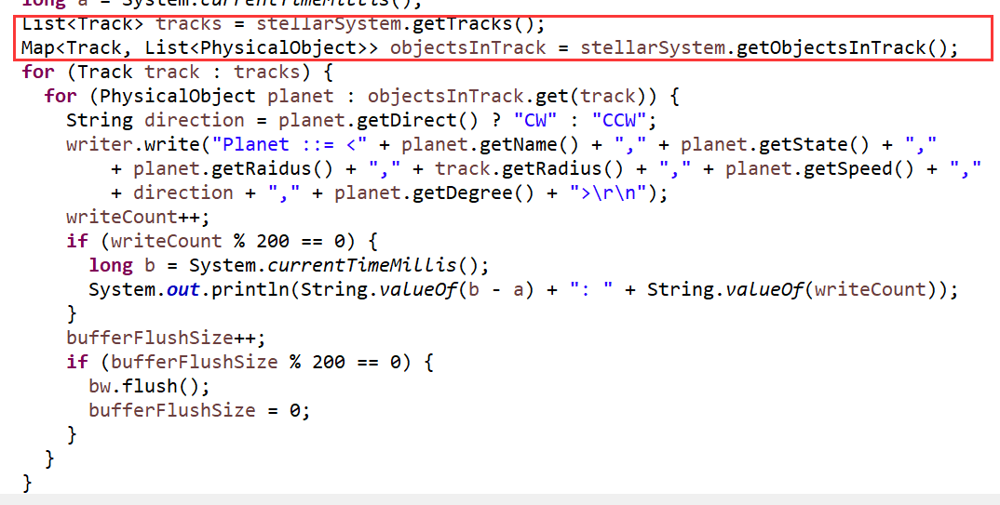 long a = System.currentTimeMillis();
List<Track> tracks = stellarSystem.getTracks();
Map<Track, List<PhysicalObject>> objectsInTrack = stellarSystem.getObjectsInTrack();
for (Track track : tracks) {
for (PhysicalObject planet : objectsInTrack.get(track)) {
String direction = planet.getDirect() ? "CW" : "CCW";
writer.write("Planet ::= <" + planet.getName() + "," + planet.getState() + ","
+ planet.getRaidus() + "," + track.getRadius() + "," + planet.getSpeed() + ","
+ direction + "," + planet.getDegree() + ">\r\n");
writeCount++;
if (writeCount % 200 == 0) {
long b = System.currentTimeMillis();
System.out.println(String.valueOf(b - a) + ": " + String.valueOf(writeCount));
}
bufferFlushSize++;
if (bufferFlushSize % 200 == 0) {
bw.flush();
bufferFlushSize = 0;
}
}
}